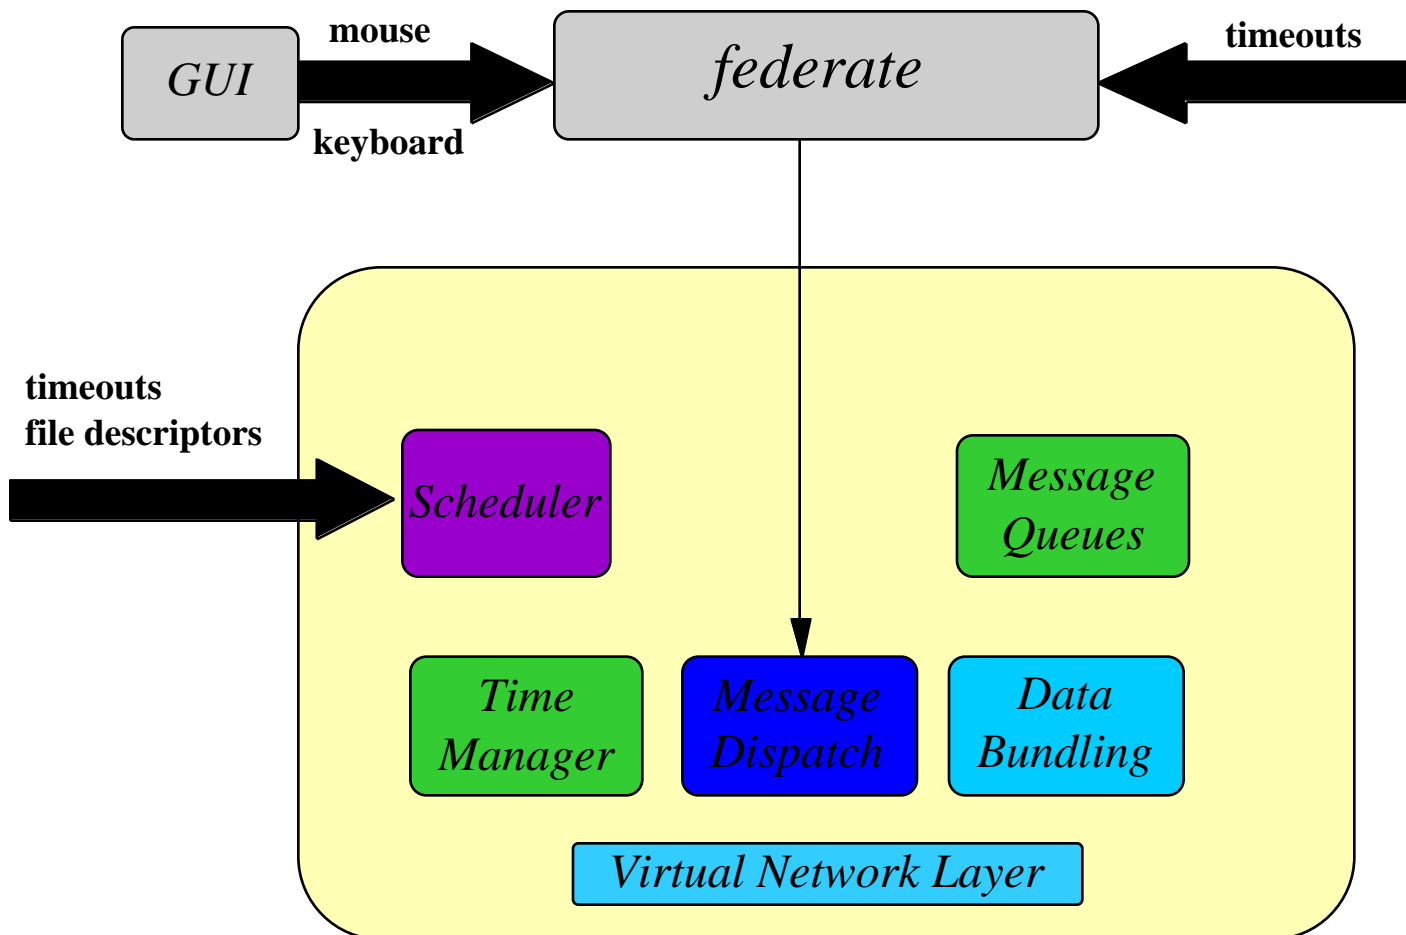 mouse
GUI
keyboard
federate
timeouts
timeouts
file descriptors
Scheduler
Message
Queues
Time
Manager
Message
Dispatch
Data
Bundling
Virtual Network Layer